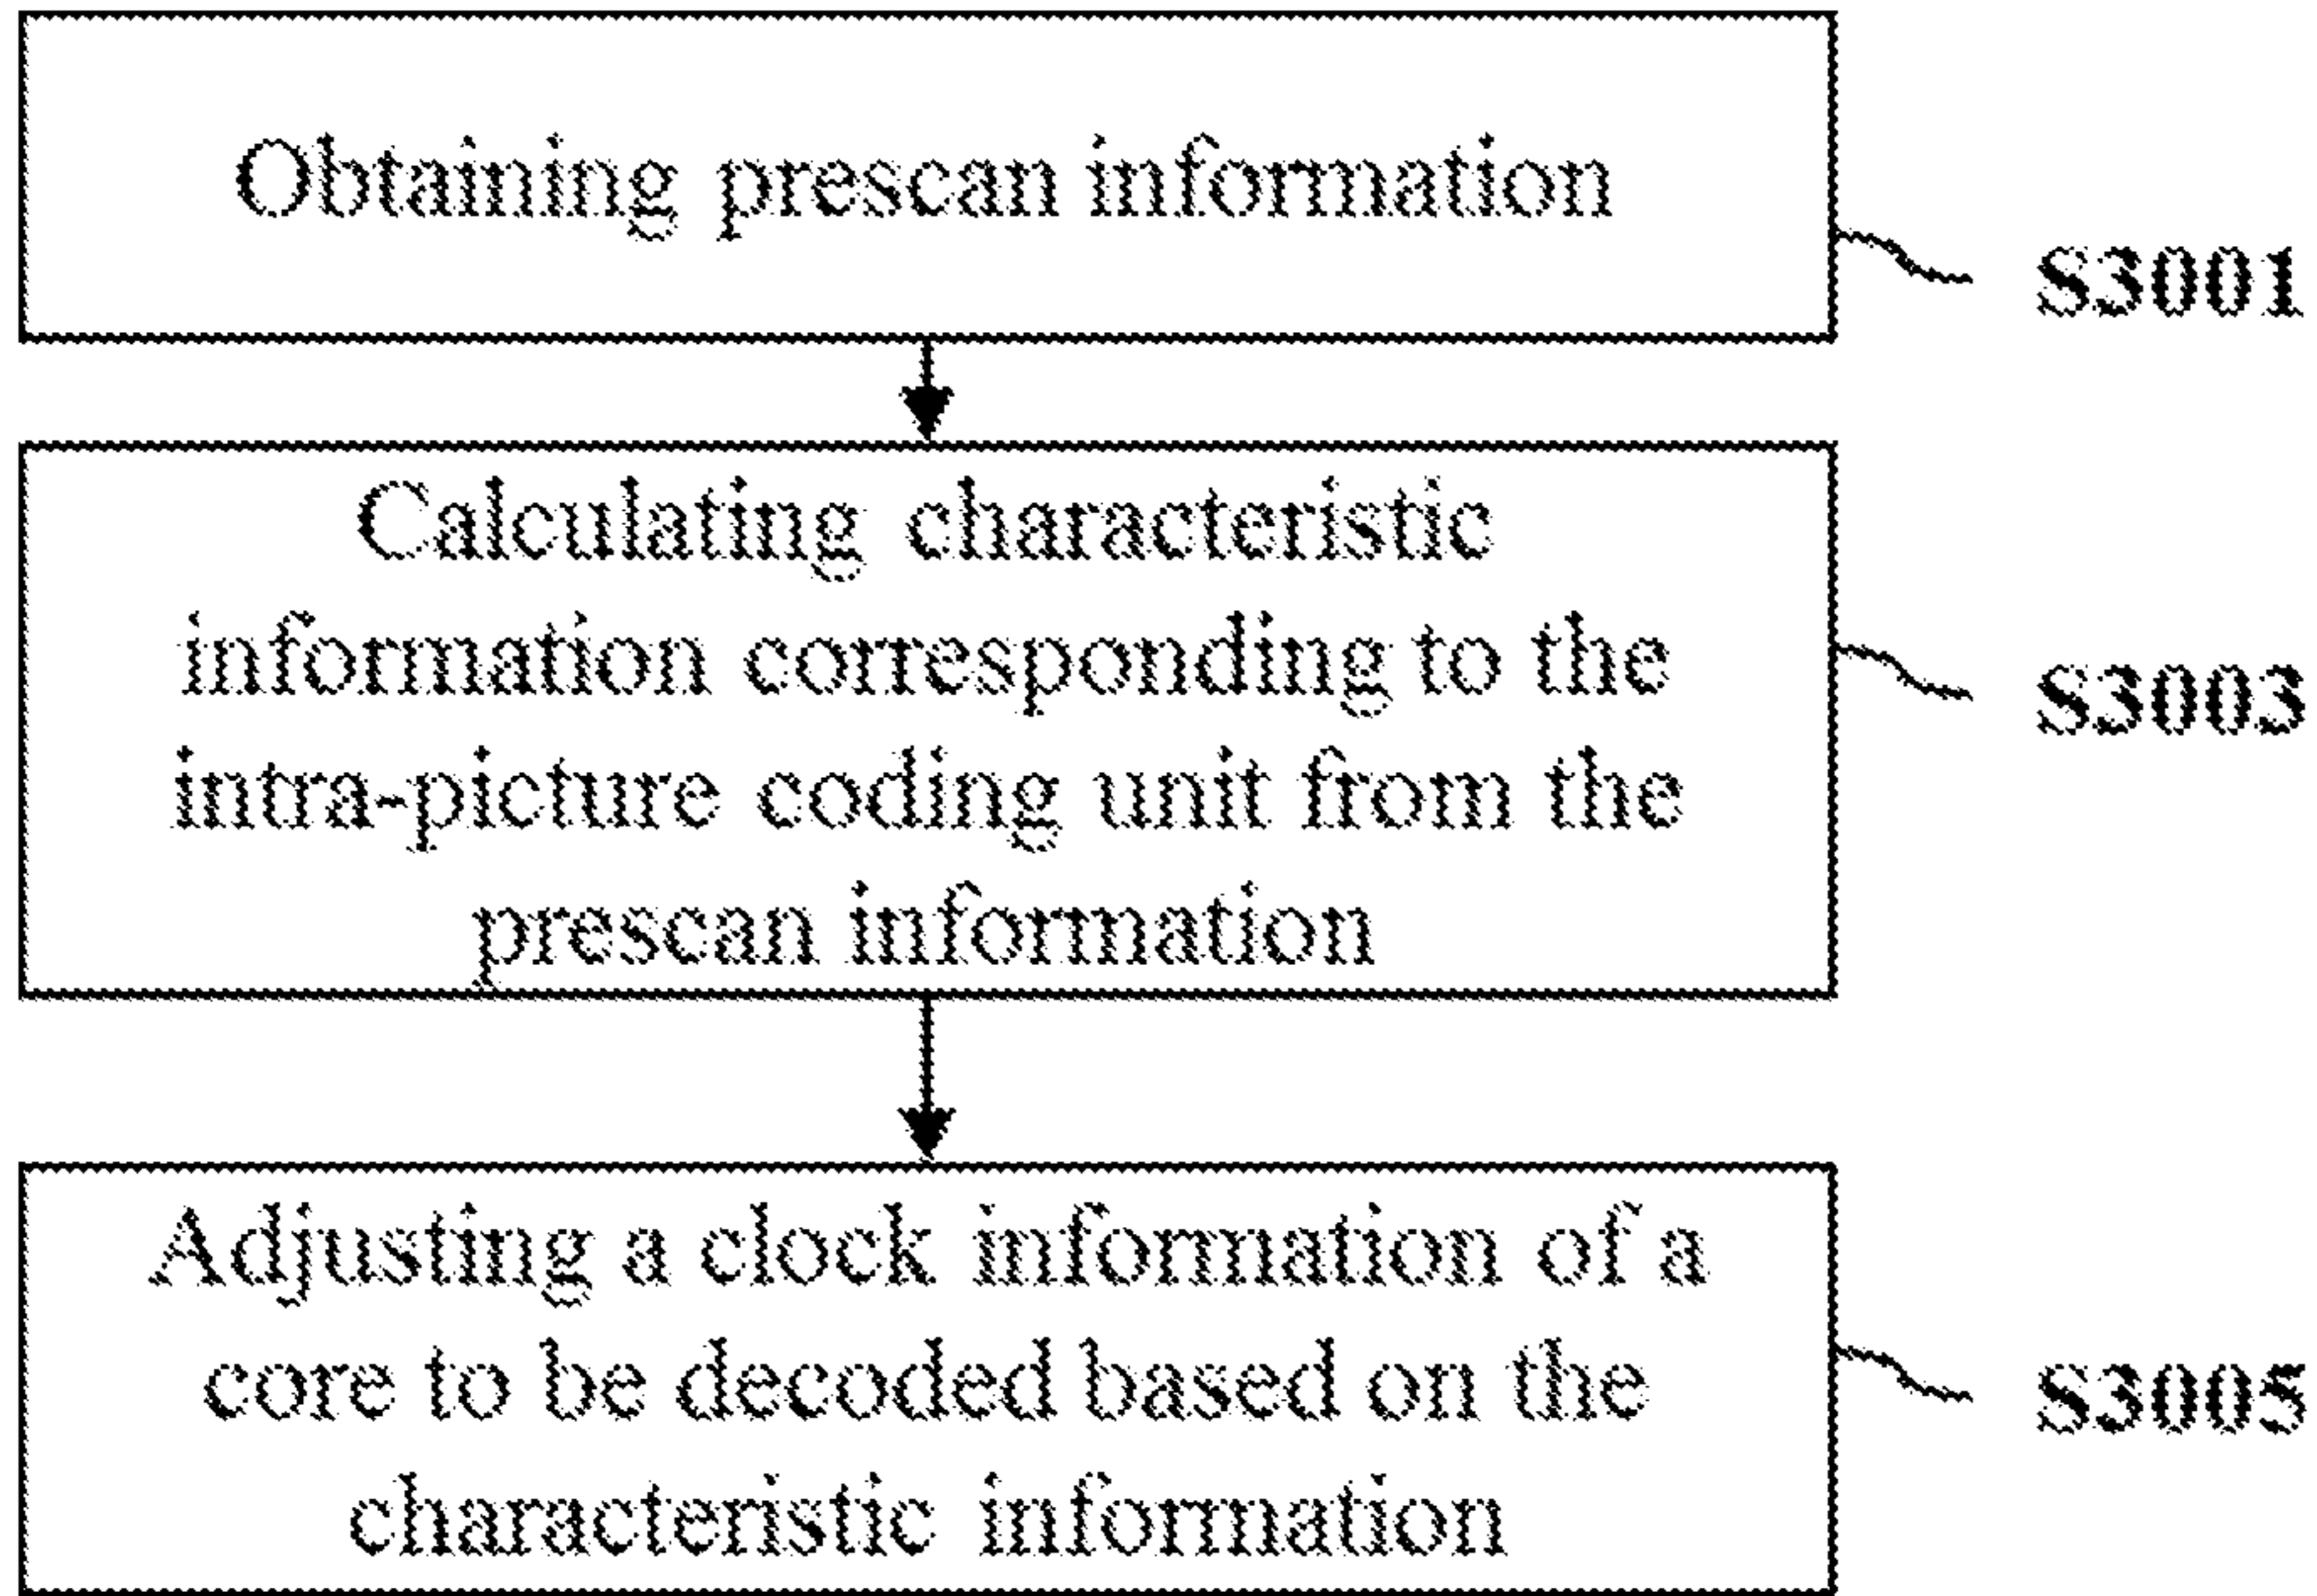 Obtaining prescan information
S3001
Calculating characteristic
information corresponding to the
intra-picture coding unit from the
prescan information
S3003
Adjusting a clock information of a
core to be decoded based on the
characteristic information
S3005